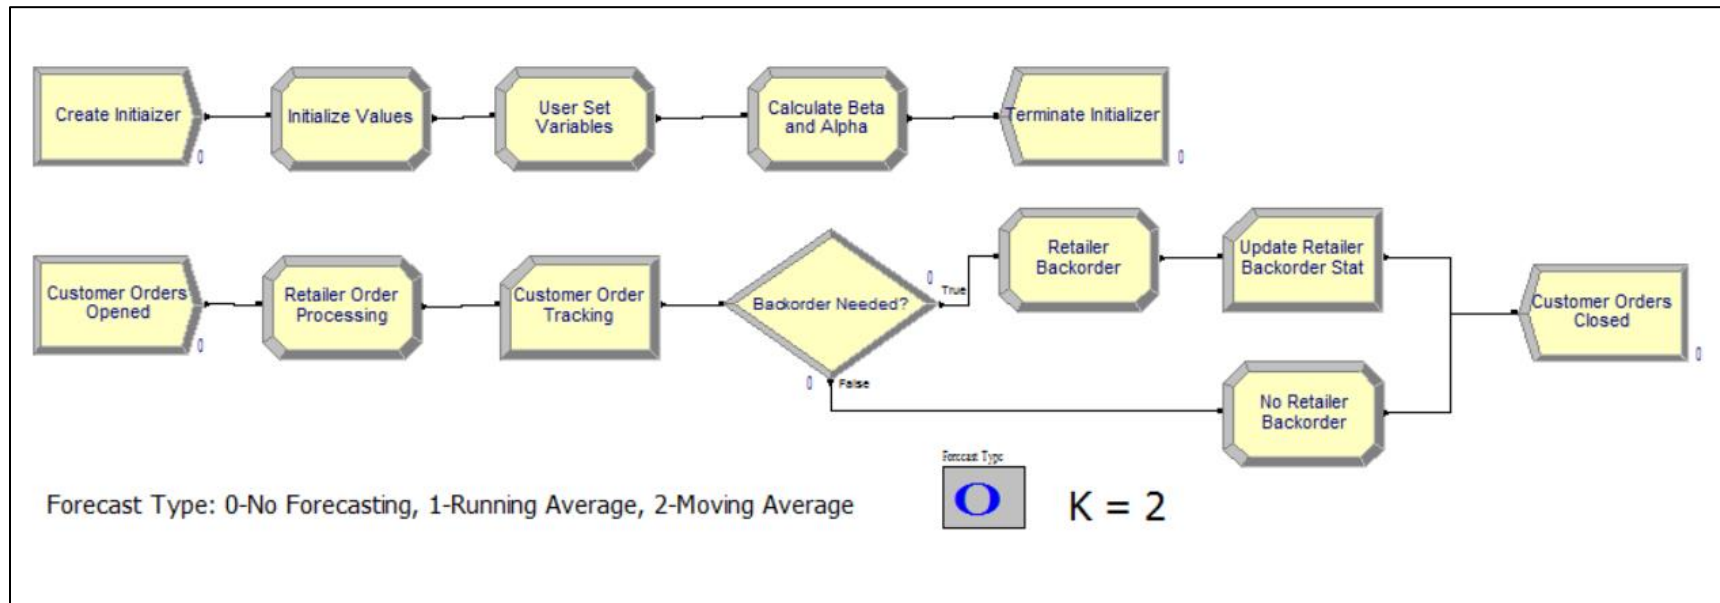 Create Initiaizer
0
Initialize Values
User Set
Variables
Calculate Beta
and Alpha
Terminate Initializer
0
Customer Orders
Opened
0
Retailer Order
Processing
Customer Order
Tracking
Backorder Needed?
0
True
0
False
Retailer
Backorder
Update Retailer
Backorder Stat
No Retailer
Backorder
Customer Orders
Closed
0
Forecast Type: 0-No Forecasting, 1-Running Average, 2-Moving Average
Forecast Type
0
K = 2